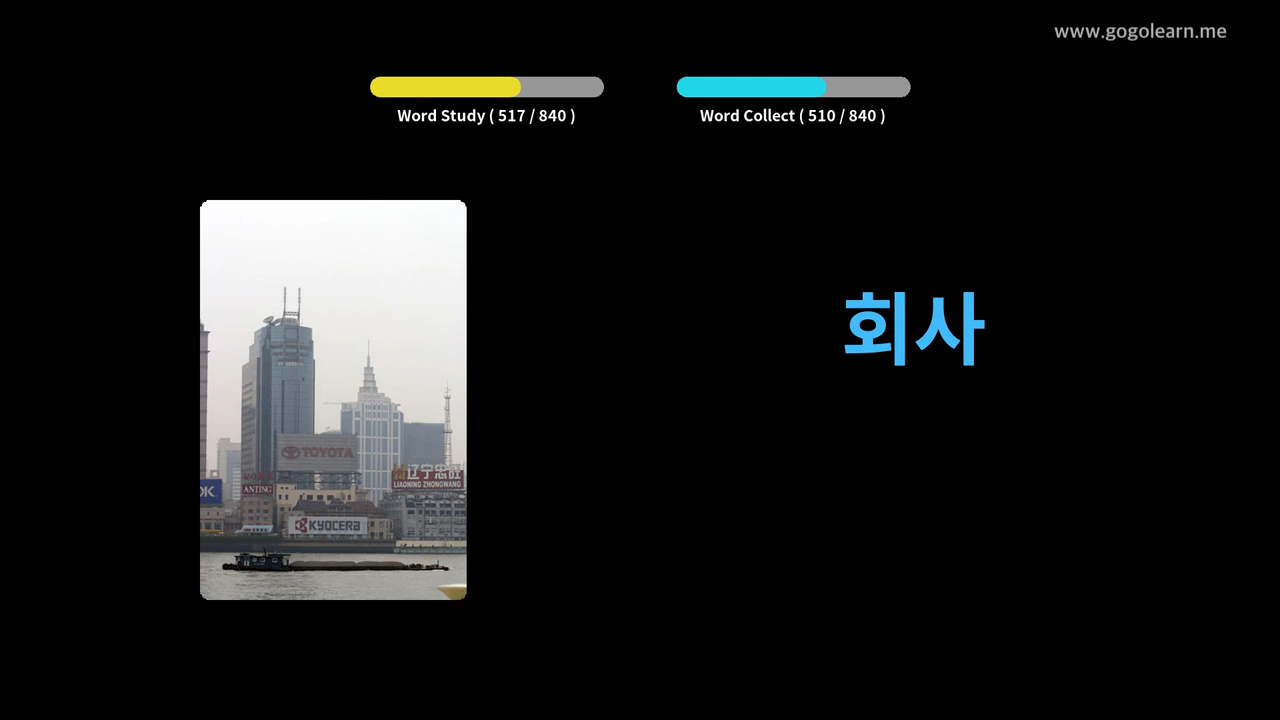 www.gogolearn.me
Word Study ( 517 / 840 )
Word Collect ( 510 / 840 )
회사
TOYOTA
辽宁忠旺
LIAONING ZHONGWANG
OK
ANTING
KYOCERA